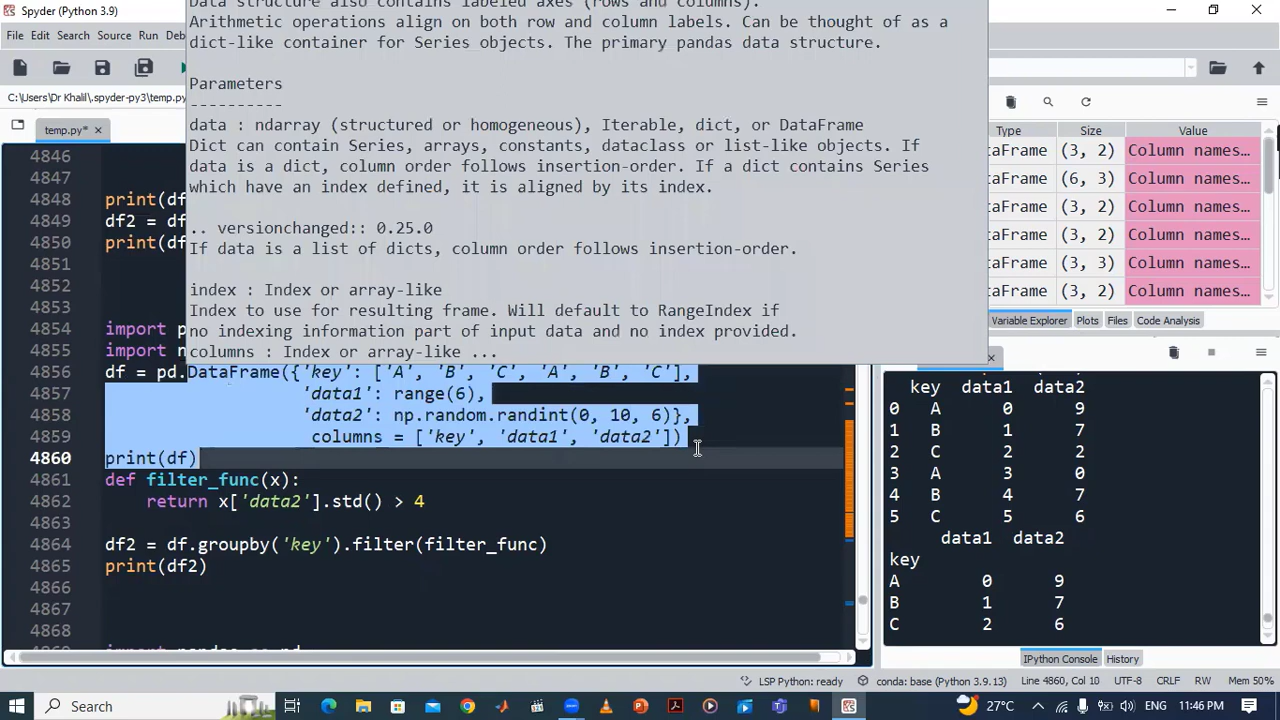 Spyder (Python 3.9)
File Edit Search Source Run
C:\Users\Dr Khalil\.spyder-py3\temp.py
temp.py*
Data structure also contains labeled axes (rows and columns).
Arithmetic operations align on both row and column labels. Can be thought of as a
dict-like container for Series objects. The primary pandas data structure.
Parameters
----------
data : ndarray (structured or homogeneous), Iterable, dict, or DataFrame
Dict can contain Series, arrays, constants, dataclass or list-like objects. If
data is a dict, column order follows insertion-order. If a dict contains Series
which have an index defined, it is aligned by its index.
.. versionchanged:: 0.25.0
If data is a list of dicts, column order follows insertion-order.
index : Index or array-like
Index to use for resulting frame. Will default to RangeIndex if
no indexing information part of input data and no index provided.
columns : Index or array-like ...
4846
4847
4848 print(df
4849 df2 = df
4850 print(df
4851
4852
4853
4854 import p
4855 import n
4856 df = pd.DataFrame({'key': ['A', 'B', 'C', 'A', 'B', 'C'],
4857 'data1': range(6),
4858 'data2': np.random.randint(0, 10, 6)},
4859 columns = ['key', 'data1', 'data2'])
4860 print(df)
4861 def filter_func(x):
4862 return x['data2'].std() > 4
4863
4864 df2 = df.groupby('key').filter(filter_func)
4865 print(df2)
4866
4867
4868
Type Size Value
taFrame (3, 2) Column names...
taFrame (6, 3) Column names...
taFrame (3, 2) Column names...
taFrame (3, 3) Column names...
taFrame (3, 3) Column names...
Variable Explorer Plots Files Code Analysis
key data1 data2
0 A 0 9
1 B 1 7
2 C 2 2
3 A 3 0
4 B 4 7
5 C 5 6
data1 data2
key
A 0 9
B 1 7
C 2 6
IPython Console History
LSP Python: ready conda: base (Python 3.9.13) Line 4860, Col 10 UTF-8 CRLF RW Mem 50%
Search 27°C 11:46 PM